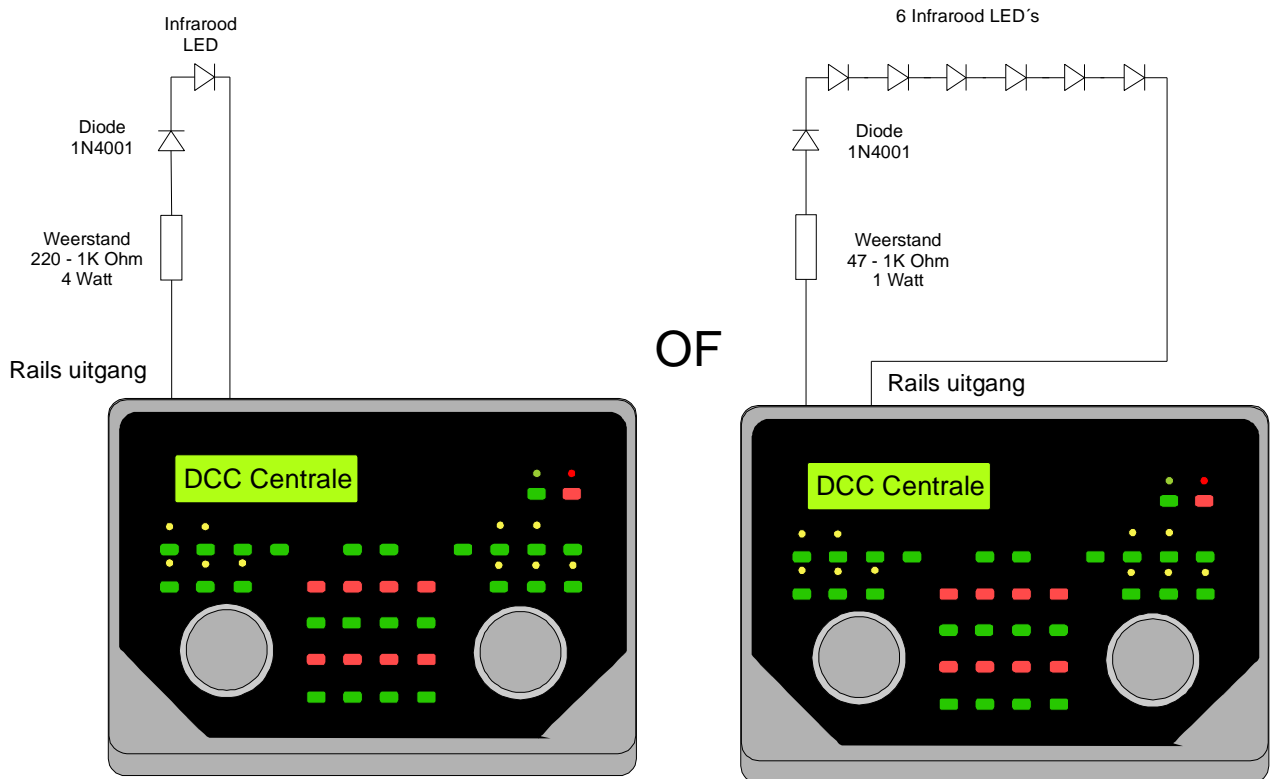 Infrarood
LED
Diode
1N4001
Weerstand
220 - 1K Ohm
4 Watt
Rails uitgang
DCC Centrale
OF
6 Infrarood LED´s
Diode
1N4001
Weerstand
47 - 1K Ohm
1 Watt
Rails uitgang
DCC Centrale